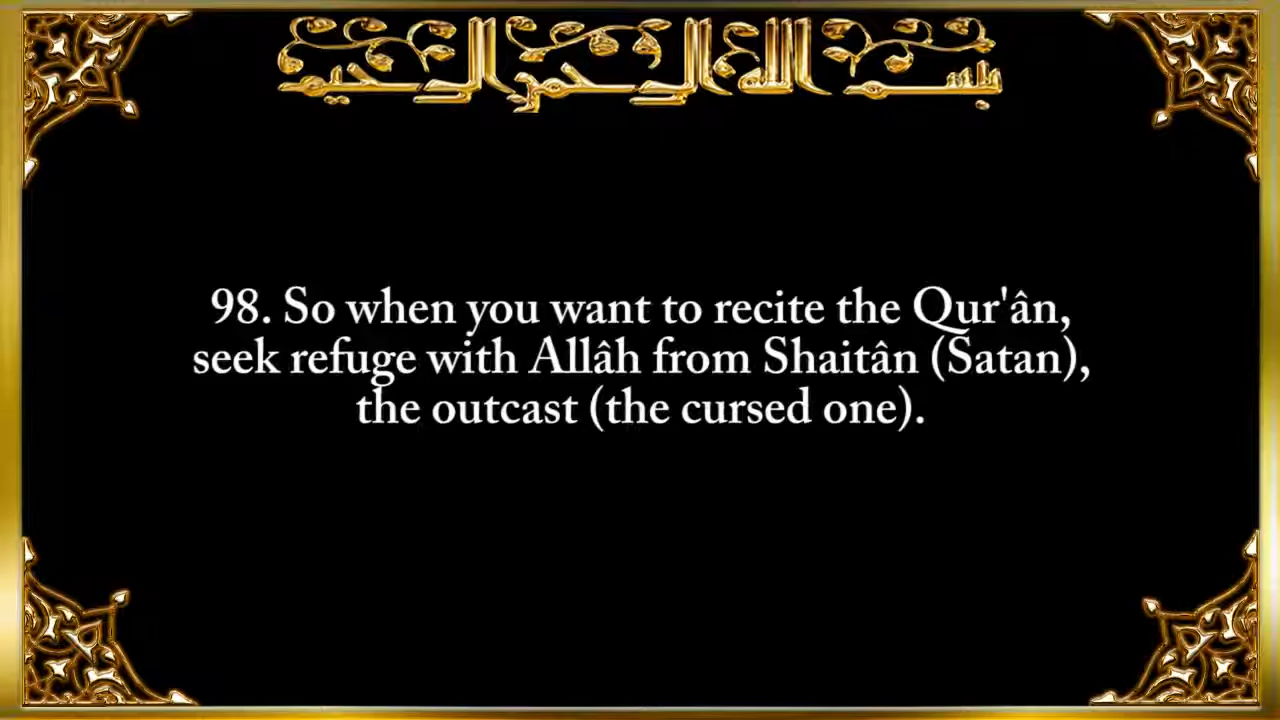 بسم الله الرحمن الرحيم
98. So when you want to recite the Qur'ân,
seek refuge with Allâh from Shaitân (Satan),
the outcast (the cursed one).